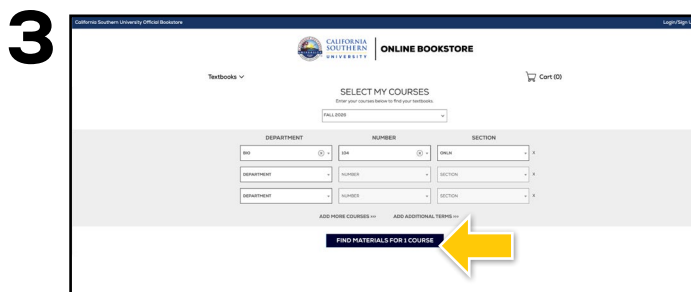 3
California Southern University Official Bookstore
Login/Sign U
CALIFORNIA
SOUTHERN
UNIVERSITY
ONLINE BOOKSTORE
Textbooks
Cart (0)
SELECT MY COURSES
Enter your courses below to find your textbooks.
FALL 2020
DEPARTMENT NUMBER SECTION
BIO 104 ONLN X
DEPARTMENT NUMBER SECTION X
DEPARTMENT NUMBER SECTION X
ADD MORE COURSES >> ADD ADDITIONAL TERMS >>
FIND MATERIALS FOR 1 COURSE